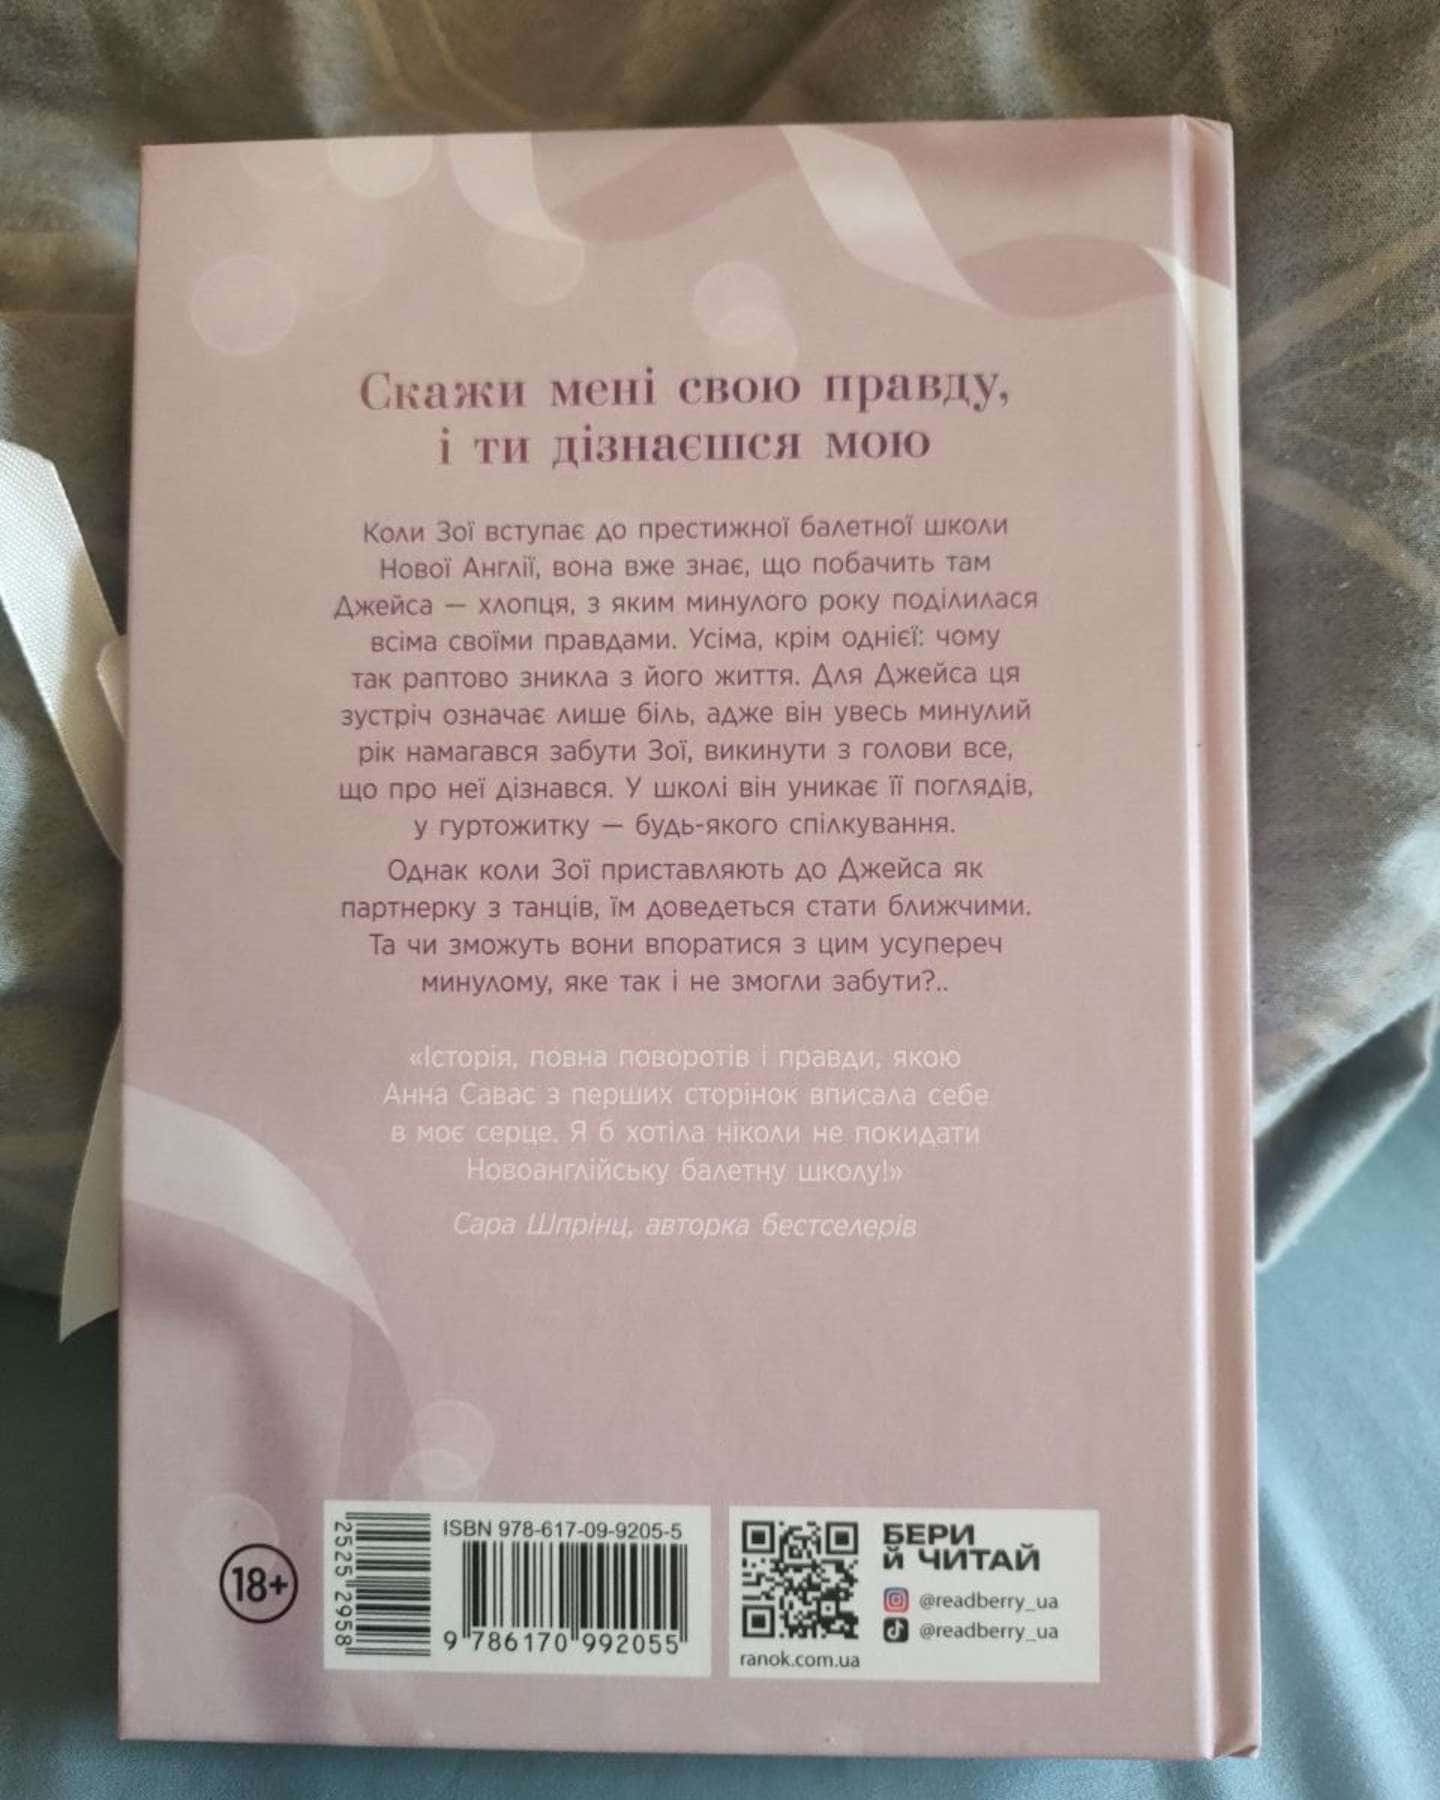 Скажи мені свою правду,
і ти дізнаєшся мою
Коли Зої вступає до престижної балетної школи
Нової Англії, вона вже знає, що побачить там
Джейса — хлопця, з яким минулого року поділилася
всіма своїми правдами. Усіма, крім однієї: чому
так раптово зникла з його життя. Для Джейса ця
зустріч означає лише біль, адже він увесь минулий
рік намагався забути Зої, викинути з голови все,
що про неї дізнався. У школі він уникає її поглядів,
у гуртожитку — будь-якого спілкування.
Однак коли Зої приставляють до Джейса як
партнерку з танців, їм доведеться стати ближчими.
Та чи зможуть вони впоратися з цим усупереч
минулому, яке так і не змогли забути?..
«Історія, повна поворотів і правди, якою
Анна Савас з перших сторінок вписала себе
в моє серце. Я б хотіла ніколи не покидати
Новоанглійську балетну школу!»
Сара Шпрінц, авторка бестселерів
18+
2525 2958
ISBN 978-617-09-9205-5
9 786170 992055
ranok.com.ua
БЕРИ
Й ЧИТАЙ
@readberry_ua
@readberry_ua